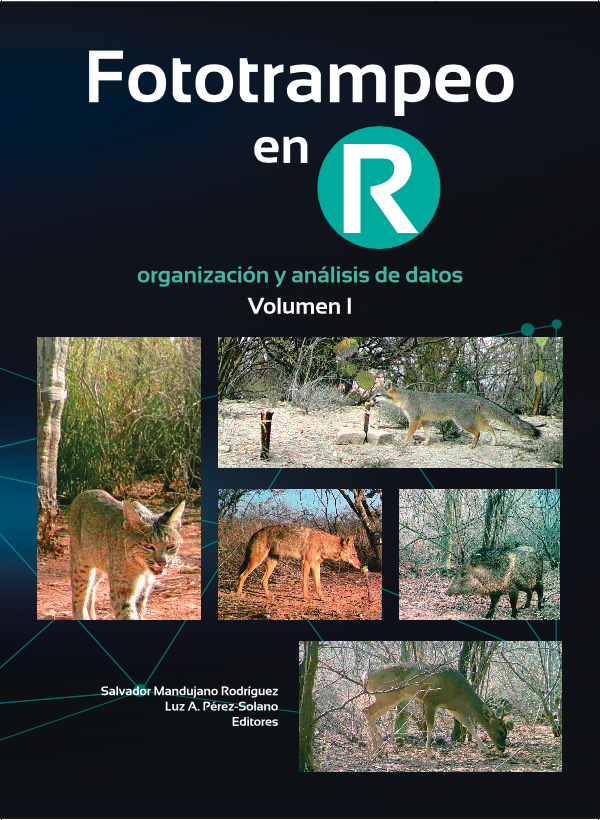 Fototrampeo
en R
organización y análisis de datos
Volumen I
Salvador Mandujano Rodríguez
Luz A. Pérez-Solano
Editores